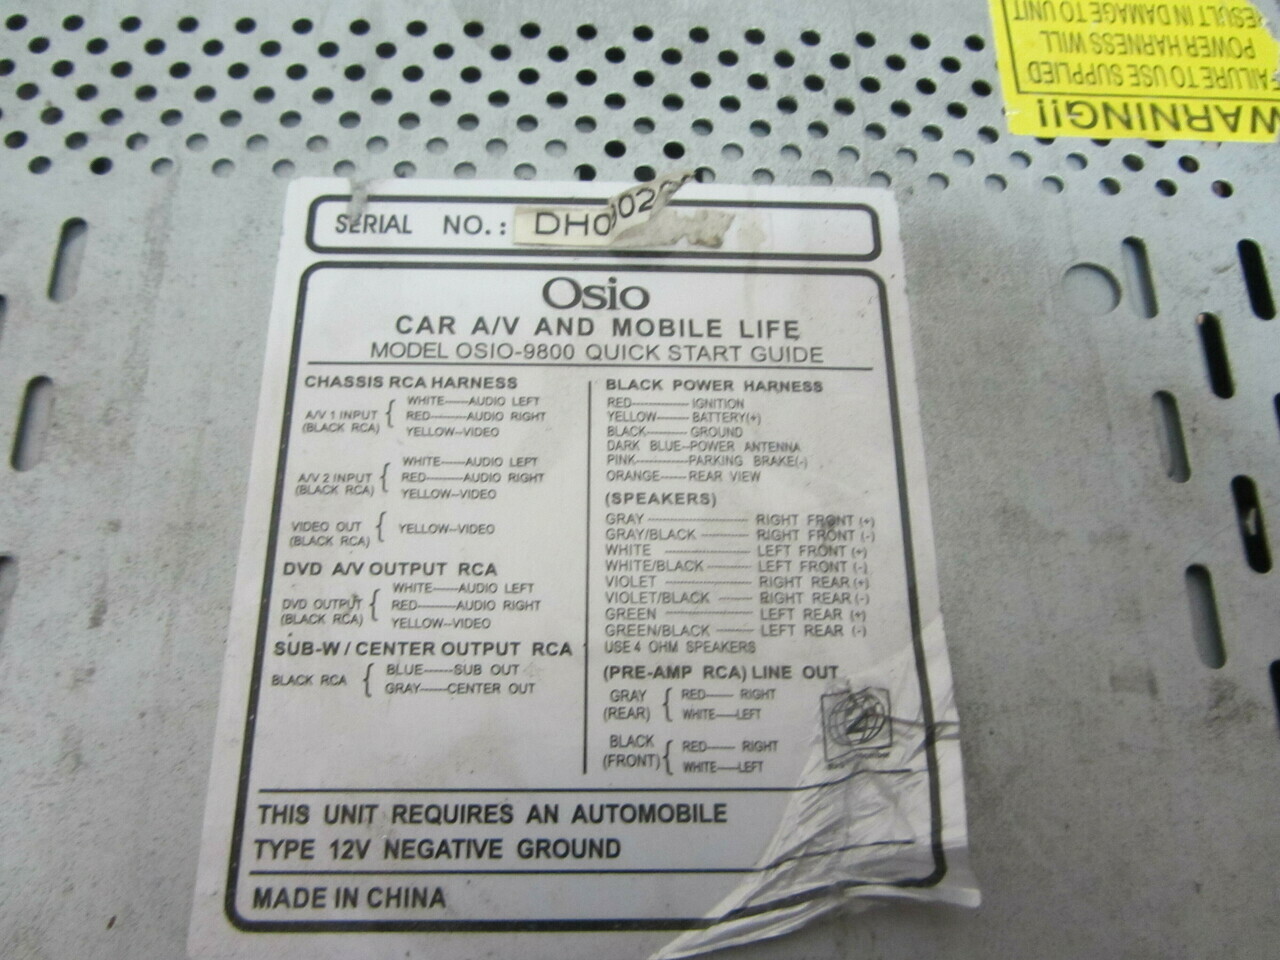 WARNING!!
FAILURE TO USE SUPPLIED
POWER HARNESS WILL
RESULT IN DAMAGE TO UNIT
SERIAL NO.: DH0
Osio
CAR A/V AND MOBILE LIFE
MODEL OSIO-9800 QUICK START GUIDE
CHASSIS RCA HARNESS
A/V 1 INPUT
(BLACK RCA)
WHITE-----AUDIO LEFT
RED---------AUDIO RIGHT
YELLOW--VIDEO
A/V 2 INPUT
(BLACK RCA)
WHITE-----AUDIO LEFT
RED---------AUDIO RIGHT
YELLOW--VIDEO
VIDEO OUT
(BLACK RCA)
YELLOW--VIDEO
DVD A/V OUTPUT RCA
DVD OUTPUT
(BLACK RCA)
WHITE-----AUDIO LEFT
RED---------AUDIO RIGHT
YELLOW--VIDEO
SUB-W / CENTER OUTPUT RCA
BLACK RCA
BLUE------SUB OUT
GRAY-----CENTER OUT
BLACK POWER HARNESS
RED------------IGNITION
YELLOW------BATTERY(+)
BLACK---------GROUND
DARK BLUE--POWER ANTENNA
PINK-----------PARKING BRAKE(-)
ORANGE-----REAR VIEW
(SPEAKERS)
GRAY -------------------- RIGHT FRONT (+)
GRAY/BLACK --------- RIGHT FRONT (-)
WHITE ----------------- LEFT FRONT (+)
WHITE/BLACK -------- LEFT FRONT (-)
VIOLET ---------------- RIGHT REAR (+)
VIOLET/BLACK ------- RIGHT REAR (-)
GREEN ----------------- LEFT REAR (+)
GREEN/BLACK ------- LEFT REAR (-)
USE 4 OHM SPEAKERS
(PRE-AMP RCA) LINE OUT
GRAY
(REAR)
RED----- RIGHT
WHITE----LEFT
BLACK
(FRONT)
RED----- RIGHT
WHITE----LEFT
THIS UNIT REQUIRES AN AUTOMOBILE
TYPE 12V NEGATIVE GROUND
MADE IN CHINA